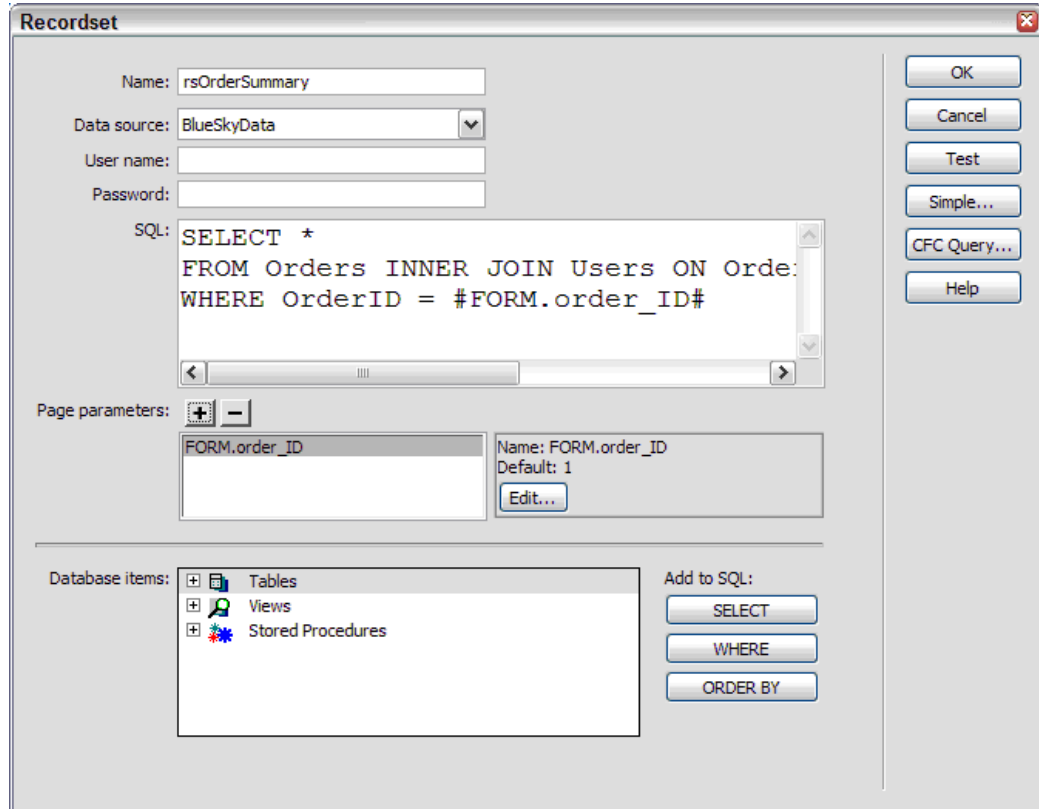 Recordset
Name: rsOrderSummary
OK
Data source: BlueSkyData
Cancel
User name:
Test
Password:
Simple...
SQL: SELECT *
FROM Orders INNER JOIN Users ON Orde
WHERE OrderID = #FORM.order_ID#
CFC Query...
Help
Page parameters: + −
FORM.order_ID
Name: FORM.order_ID
Default: 1
Edit...
Database items:
Tables
Views
Stored Procedures
Add to SQL:
SELECT
WHERE
ORDER BY